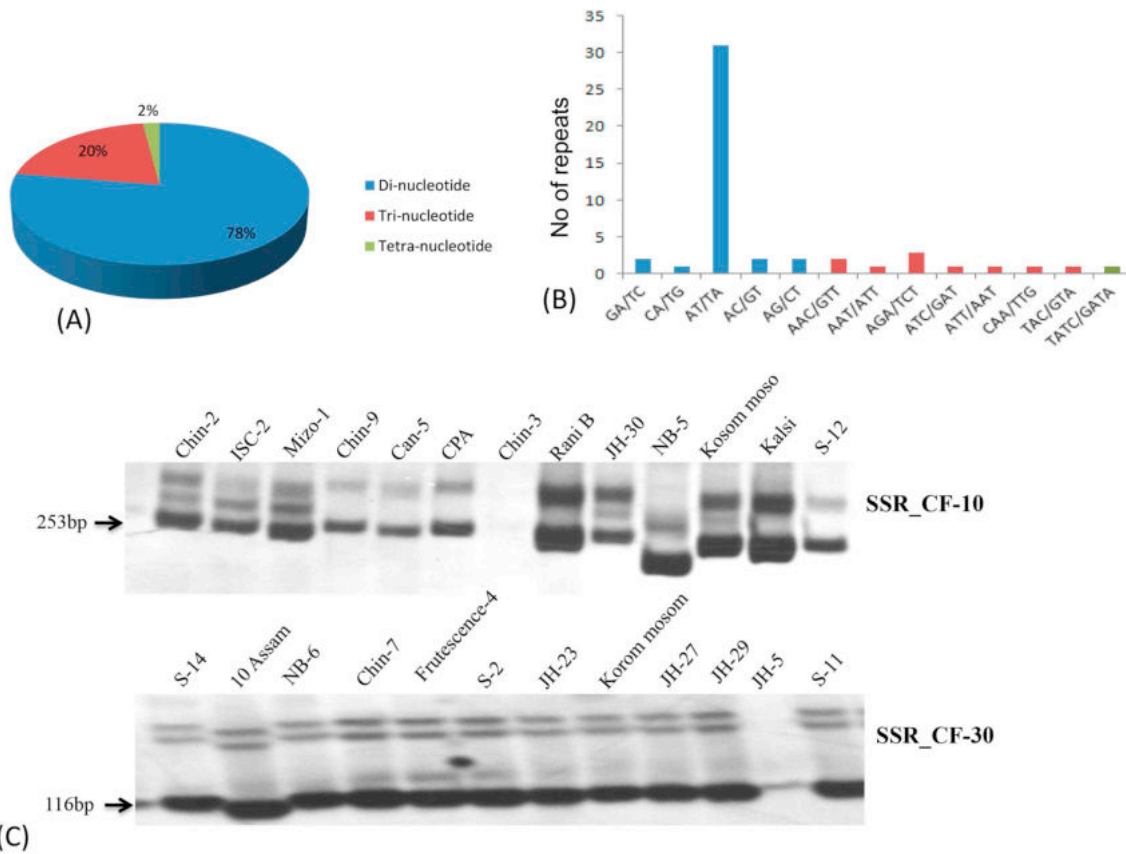 2%
20%
78%
Di-nucleotide
Tri-nucleotide
Tetra-nucleotide
(A)
35
30
25
20
15
10
5
0
No of repeats
GA/TC
CA/TG
AT/TA
AC/GT
AG/CT
AAC/GTT
AAT/ATT
AGA/TCT
ATC/GAT
ATT/AAT
CAA/TTG
TAC/GTA
TATC/GATA
(B)
Chin-2
ISC-2
Mizo-1
Chin-9
Can-5
CPA
Chin-3
Rani B
JH-30
NB-5
Kosom moso
Kalsi
S-12
253bp
SSR_CF-10
S-14
10 Assam
NB-6
Chin-7
Frutescence-4
S-2
JH-23
Korom mosom
JH-27
JH-29
JH-5
S-11
116bp
SSR_CF-30
(C)